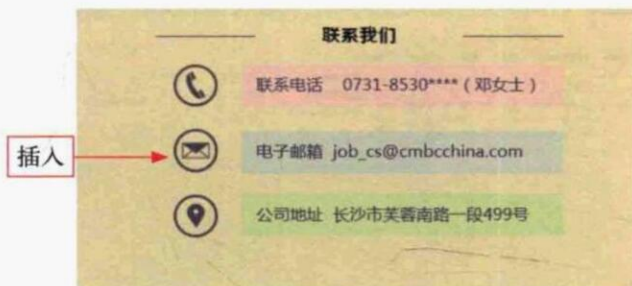 联系我们
联系电话 0731-8530****（邓女士）
插入
电子邮箱 job_cs@cmbcchina.com
公司地址 长沙市芙蓉南路一段499号